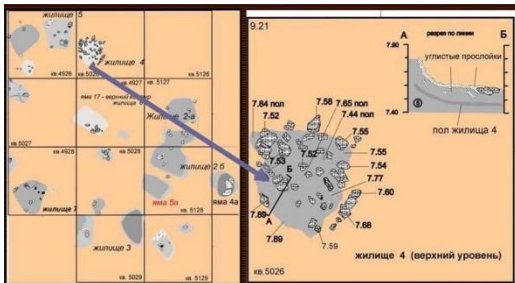 жилище 5
жилище 4
кв. 4926
кв. 5026
кв. 4927
кв. 5127
кв. 5126
яма 17 - верхний
Жилище 2-а
кв. 5027
кв. 4928
кв. 5028
жилище 2 б
яма 5а
яма 4а
кв. 5128
жилище 7
жилище 3
кв. 5029
кв. 5129
9.21
А
разрез по линии
Б
7.90
углистые прослойки
7.40
пол жилища 4
7.84 пол
7.52
7.58
7.65 пол
7.44 пол
7.55
7.53
7.52
7.55
7.54
7.77
7.60
Б
А
7.89
7.59
7.68
жилище 4 (верхний уровень)
кв.5026